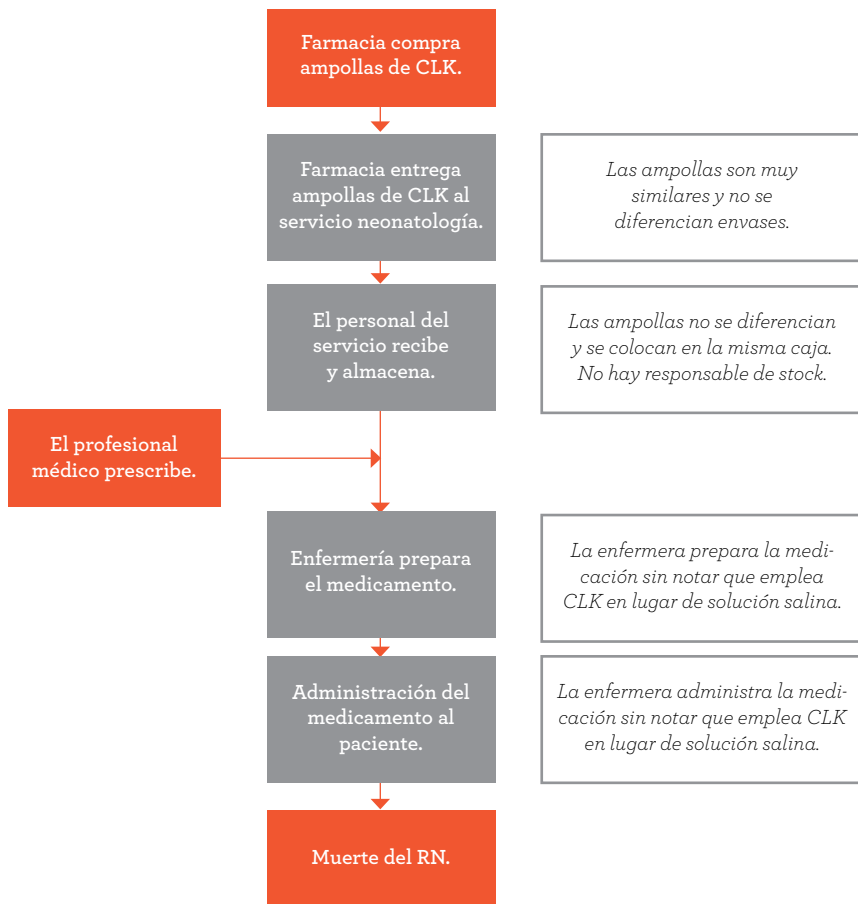 Farmacia compra
ampollas de CLK.
Farmacia entrega
ampollas de CLK al
servicio neonatología.
Las ampollas son muy
similares y no se
diferencian envases.
El personal del
servicio recibe
y almacena.
Las ampollas no se diferencian
y se colocan en la misma caja.
No hay responsable de stock.
El profesional
médico prescribe.
Enfermería prepara
el medicamento.
La enfermera prepara la medi-
cación sin notar que emplea
CLK en lugar de solución salina.
Administración del
medicamento al
paciente.
La enfermera administra la medi-
cación sin notar que emplea CLK
en lugar de solución salina.
Muerte del RN.